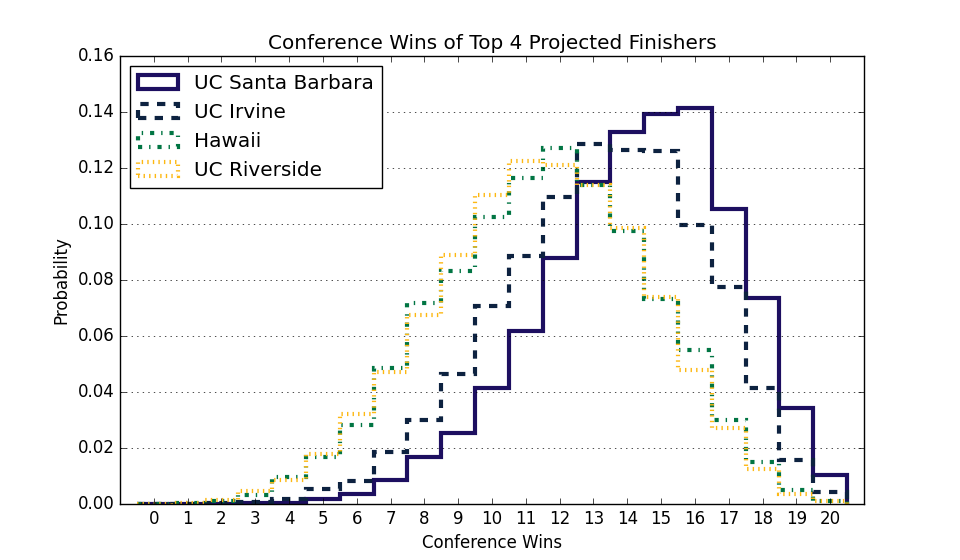 Conference Wins of Top 4 Projected Finishers
0.16
0.14
0.12
0.10
0.08
0.06
0.04
0.02
0.00
Probability
UC Santa Barbara
UC Irvine
Hawaii
UC Riverside
0 1 2 3 4 5 6 7 8 9 10 11 12 13 14 15 16 17 18 19 20
Conference Wins